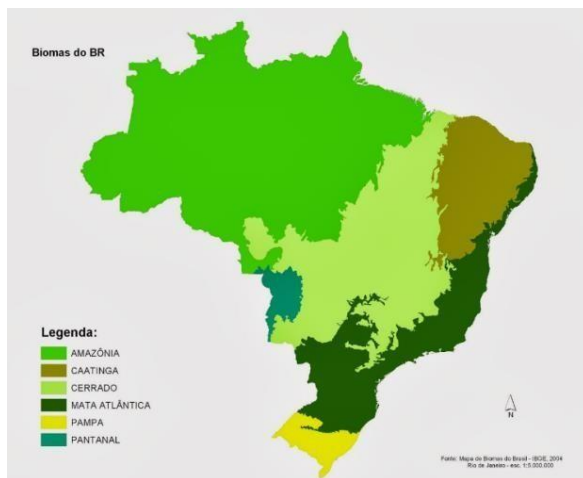 Biomas do BR
Legenda:
AMAZÔNIA
CAATINGA
CERRADO
MATA ATLÂNTICA
PAMPA
PANTANAL
N
Fonte: Mapa de Biomas do Brasil - IBGE, 2004
Rio de Janeiro - esc. 1:5.000.000